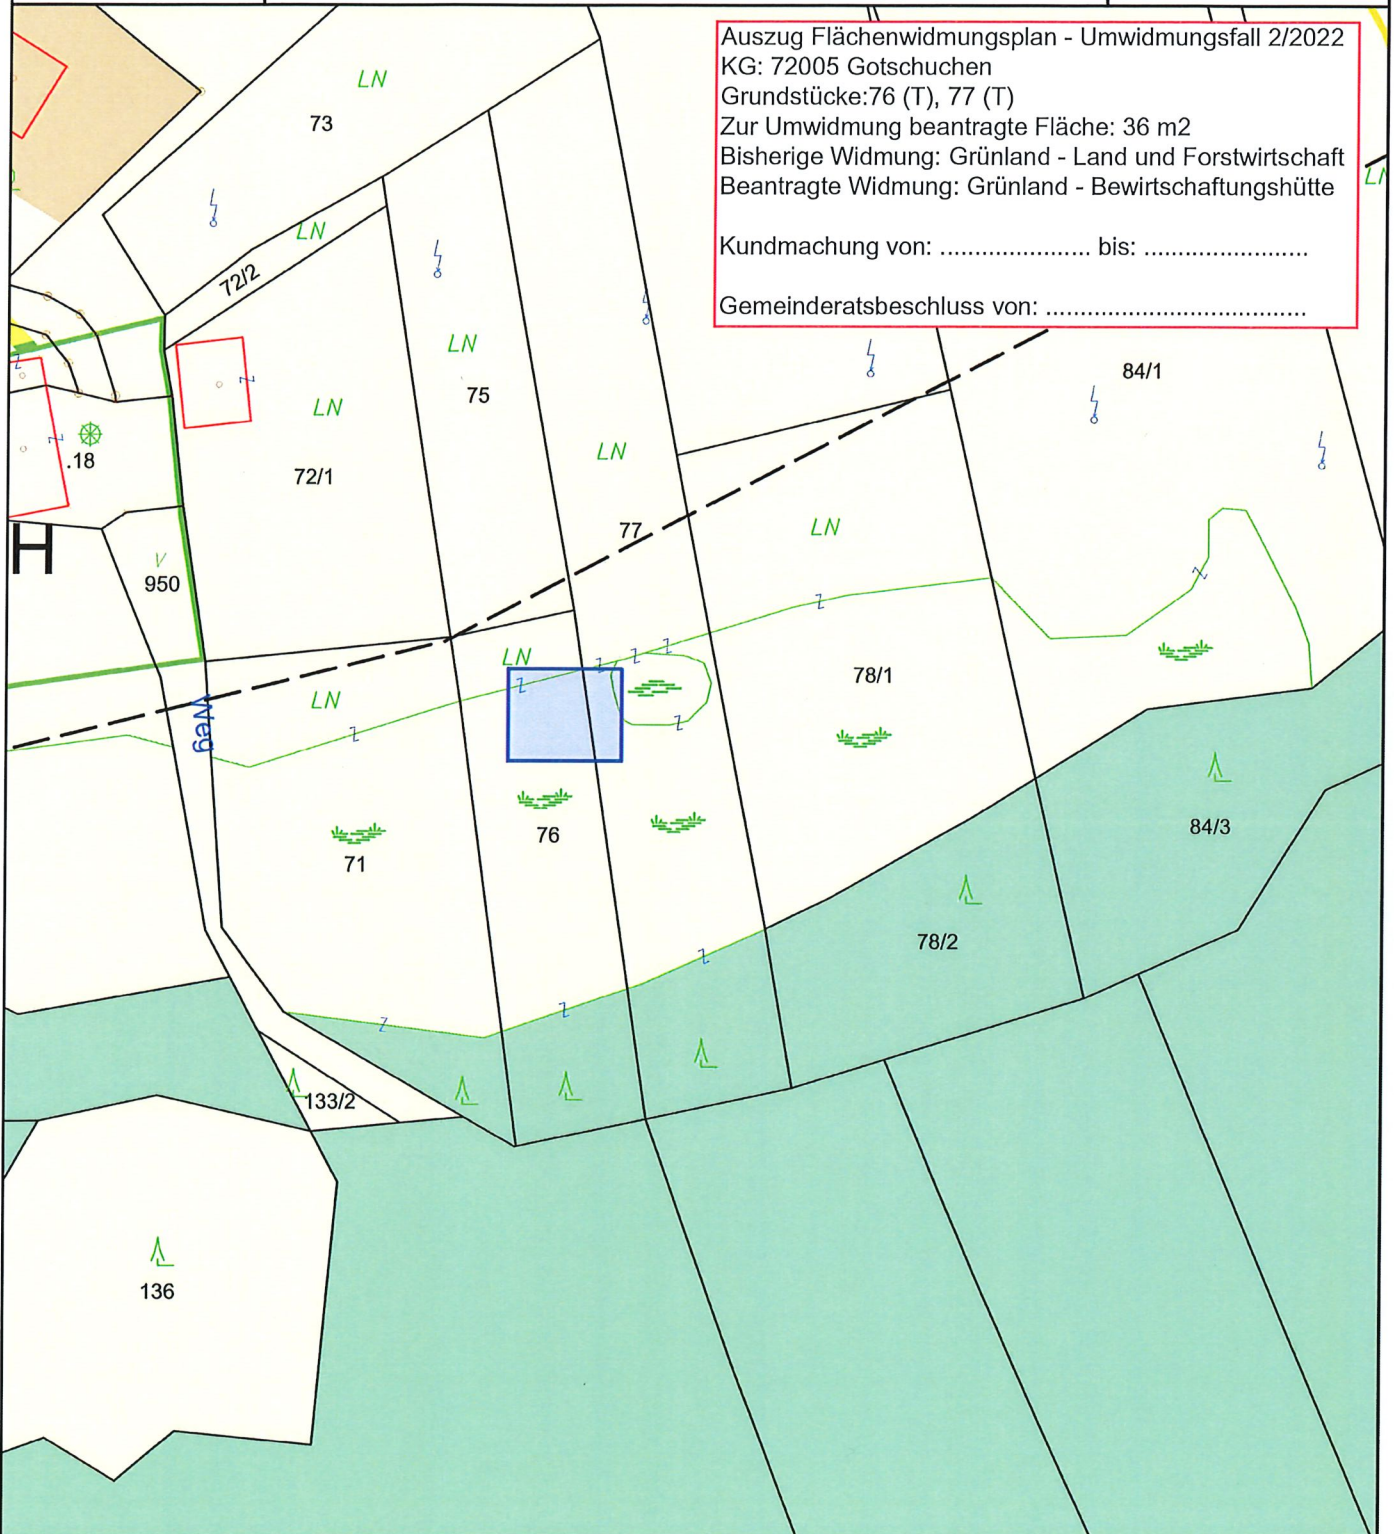 Auszug Flächenwidmungsplan - Umwidmungsfall 2/2022
KG: 72005 Gotschuchen
Grundstücke:76 (T), 77 (T)
Zur Umwidmung beantragte Fläche: 36 m2
Bisherige Widmung: Grünland - Land und Forstwirtschaft
Beantragte Widmung: Grünland - Bewirtschaftungshütte
Kundmachung von: ...................... bis: ........................
Gemeinderatsbeschluss von: ......................................
LN
73
LN
LN
72/2
LN
75
84/1
LN
72/1
LN
.18
77
LN
H
V
950
LN
LN
Weg
78/1
71
76
84/3
78/2
133/2
136